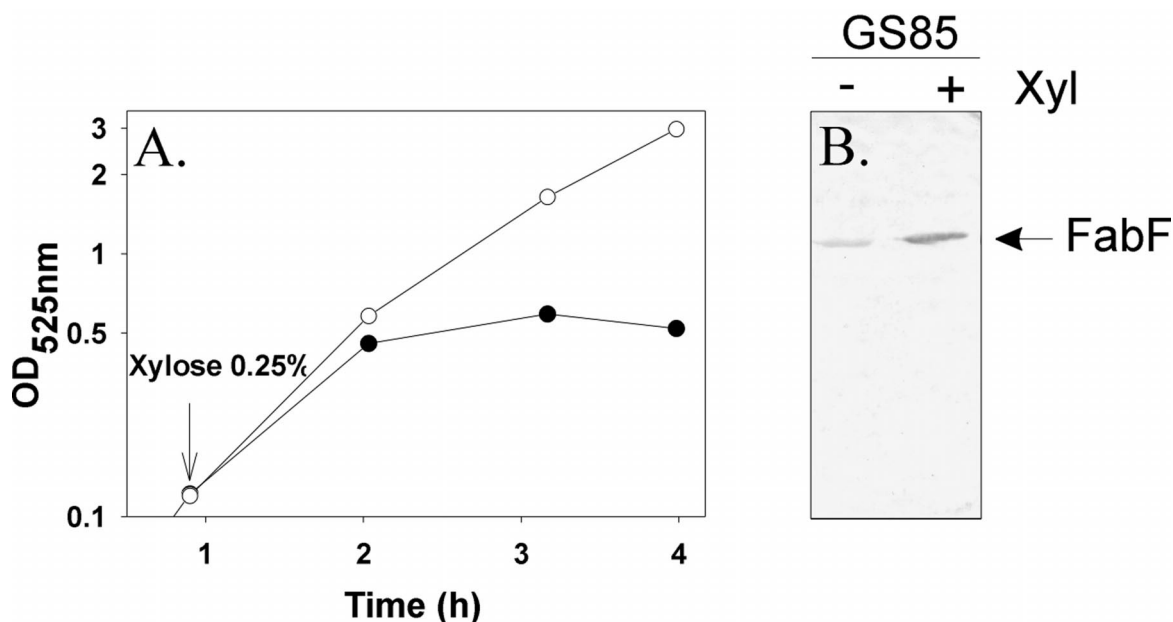 A.
3
2
1
0.5
0.1
OD525nm
Xylose 0.25%
1 2 3 4
Time (h)
GS85
- + Xyl
B.
FabF